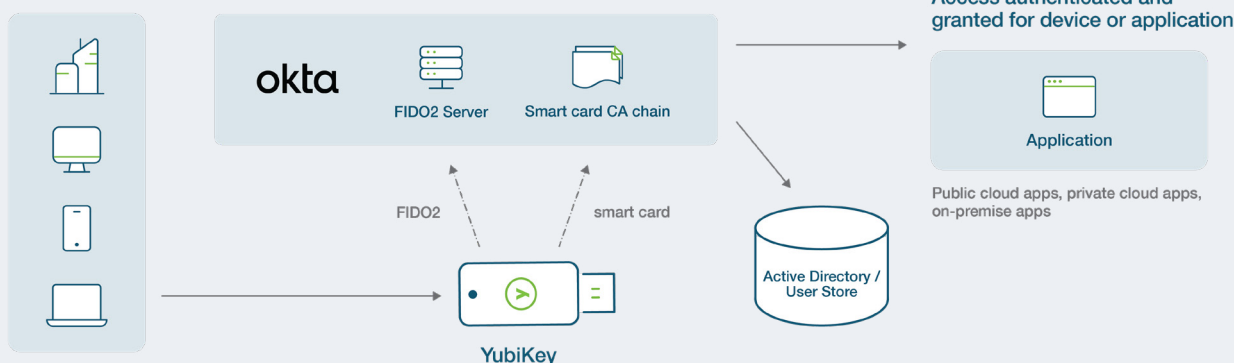 Access authenticated and
granted for device or application
okta
FIDO2 Server
Smart card CA chain
Application
Public cloud apps, private cloud apps,
on-premise apps
FIDO2
smart card
Active Directory /
User Store
YubiKey